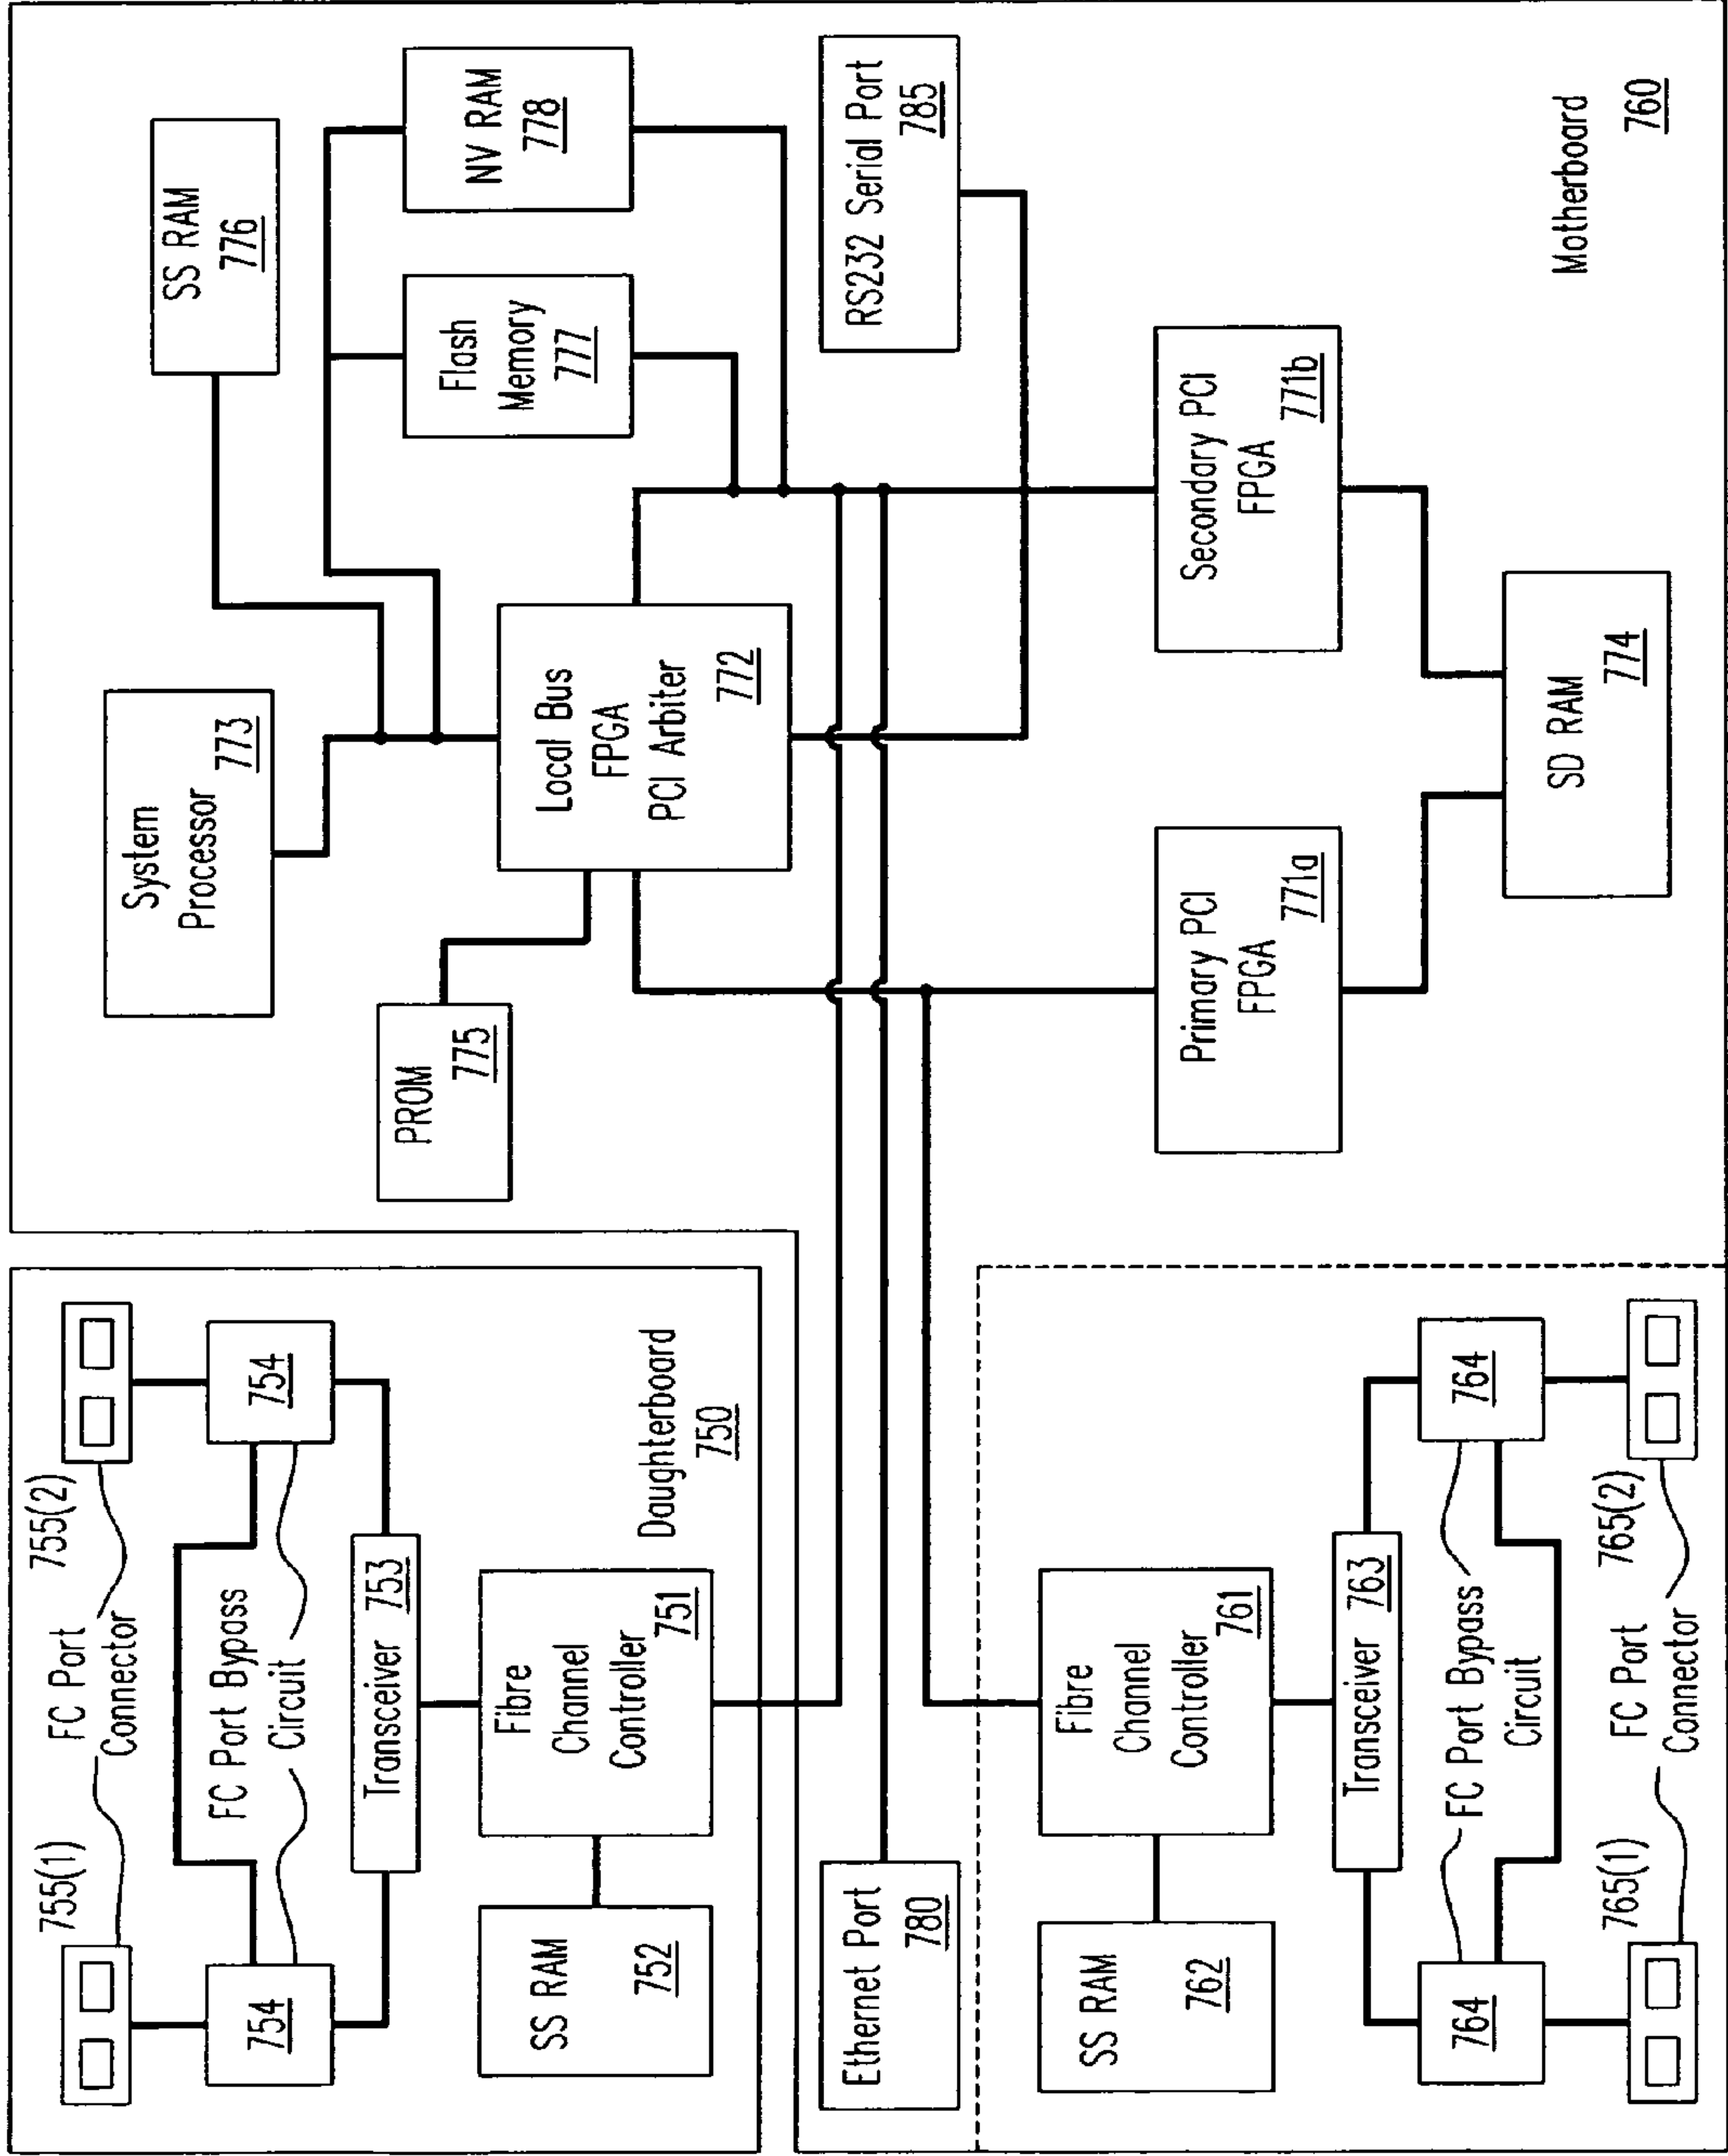 755(1)
FC Port
Connector
755(2)
754
FC Port Bypass
Circuit
754
Transceiver 753
SS RAM
752
Fibre
Channel
Controller
751
Daughterboard
750
Ethernet Port
780
SS RAM
762
Fibre
Channel
Controller
761
Transceiver 763
764
FC Port Bypass
Circuit
764
765(1)
FC Port
Connector
765(2)
System
Processor
773
SS RAM
776
PROM
775
Local Bus
FPGA
PCI Arbiter
772
Flash
Memory
777
NV RAM
778
RS232 Serial Port
785
Primary PCI
FPGA
771a
Secondary PCI
FPGA
771b
SD RAM
774
Motherboard
760